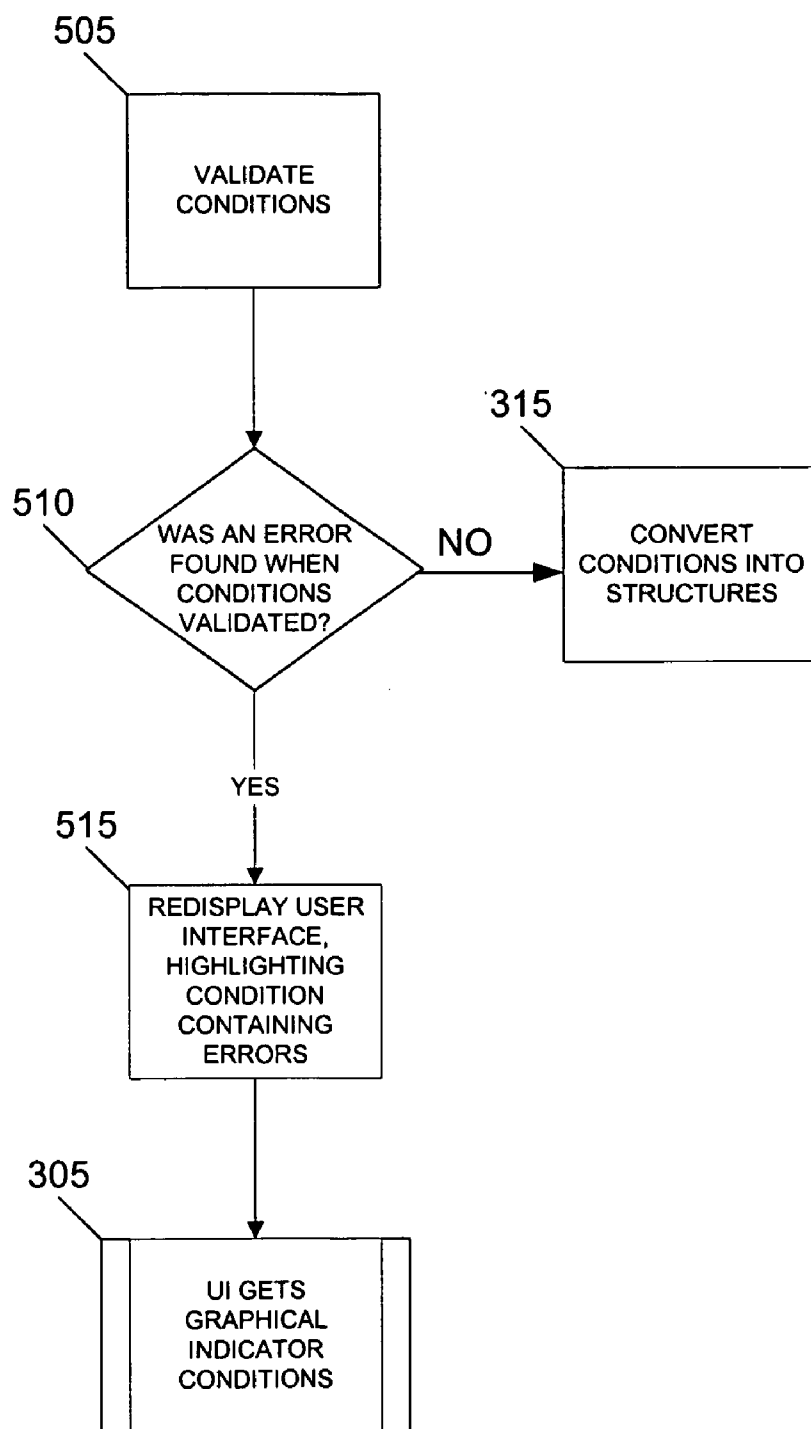 505
VALIDATE
CONDITIONS
315
510
WAS AN ERROR
FOUND WHEN
CONDITIONS
VALIDATED?
NO
CONVERT
CONDITIONS INTO
STRUCTURES
YES
515
REDISPLAY USER
INTERFACE,
HIGHLIGHTING
CONDITION
CONTAINING
ERRORS
305
UI GETS
GRAPHICAL
INDICATOR
CONDITIONS